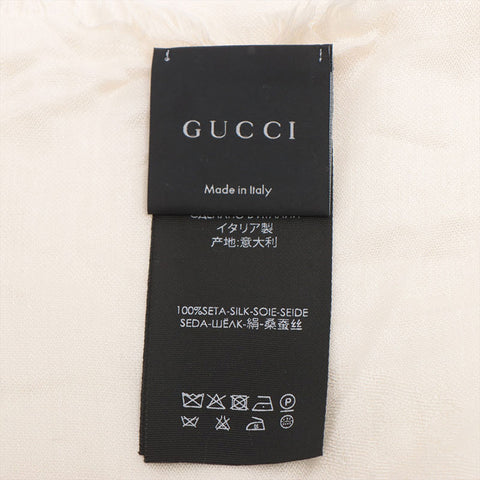 GUCCI
Made in Italy
イタリア製
产地:意大利
100%SETA-SILK-SOIE-SEIDE
SEDA-ШЁЛК-絹-桑蚕丝